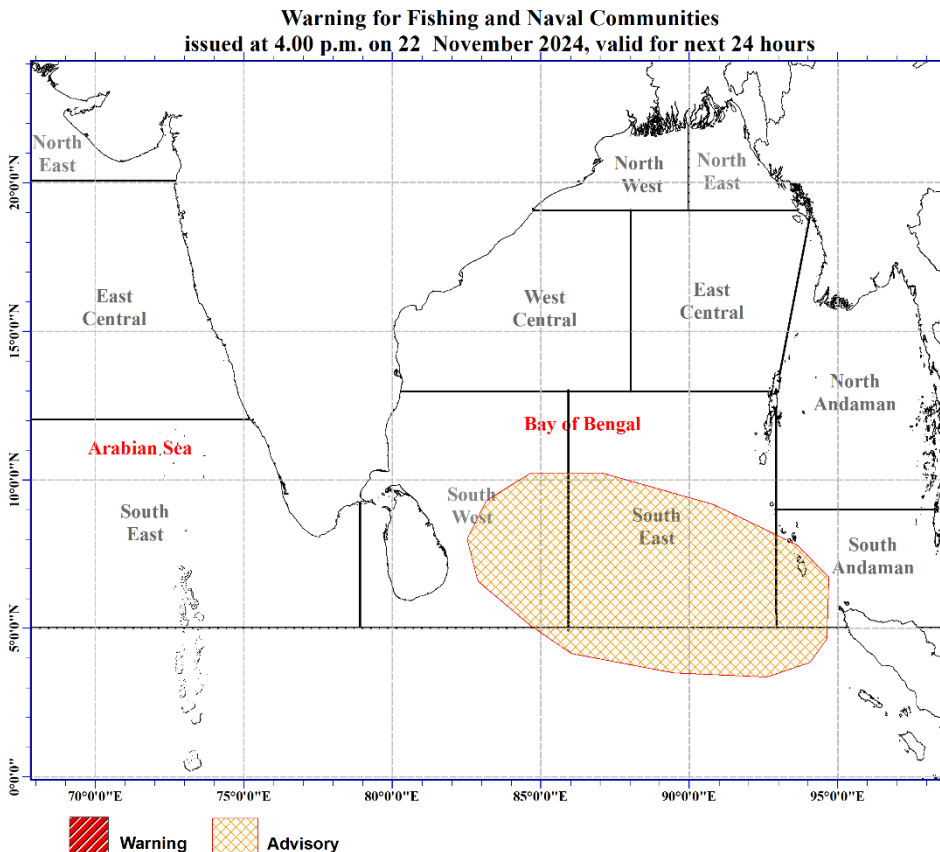 Warning for Fishing and Naval Communities
issued at 4.00 p.m. on 22 November 2024, valid for next 24 hours
North
East
North
West
North
East
20°0'0"N
East
Central
West
Central
East
Central
15°0'0"N
North
Andaman
Arabian Sea
Bay of Bengal
10°0'0"N
South
East
South
West
South
East
South
Andaman
5°0'0"N
0°0'0"
70°0'0"E
75°0'0"E
80°0'0"E
85°0'0"E
90°0'0"E
95°0'0"E
Warning
Advisory